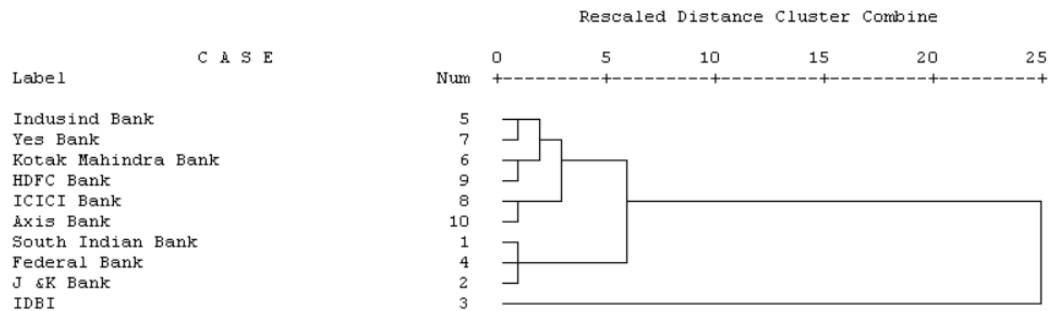 Rescaled Distance Cluster Combine
C A S E 0 5 10 15 20 25
Label Num +---------+---------+---------+---------+---------+
Indusind Bank 5
Yes Bank 7
Kotak Mahindra Bank 6
HDFC Bank 9
ICICI Bank 8
Axis Bank 10
South Indian Bank 1
Federal Bank 4
J &K Bank 2
IDBI 3